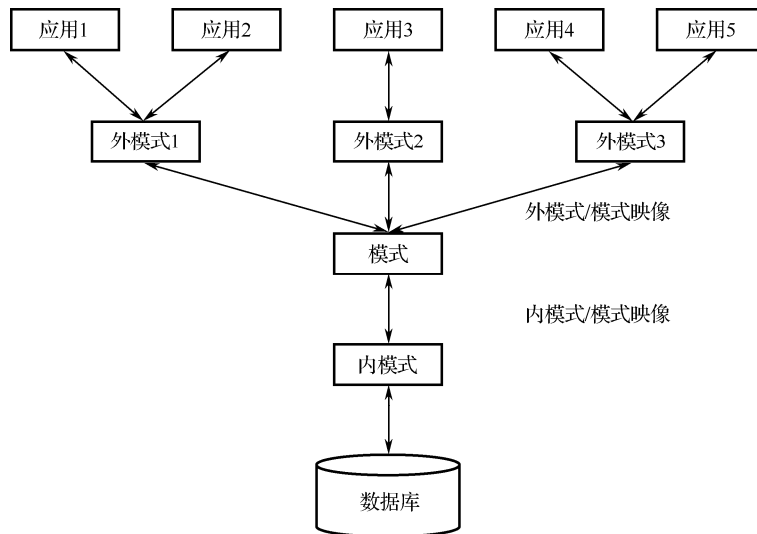 应用1
应用2
应用3
应用4
应用5
外模式1
外模式2
外模式3
外模式/模式映像
模式
内模式/模式映像
内模式
数据库